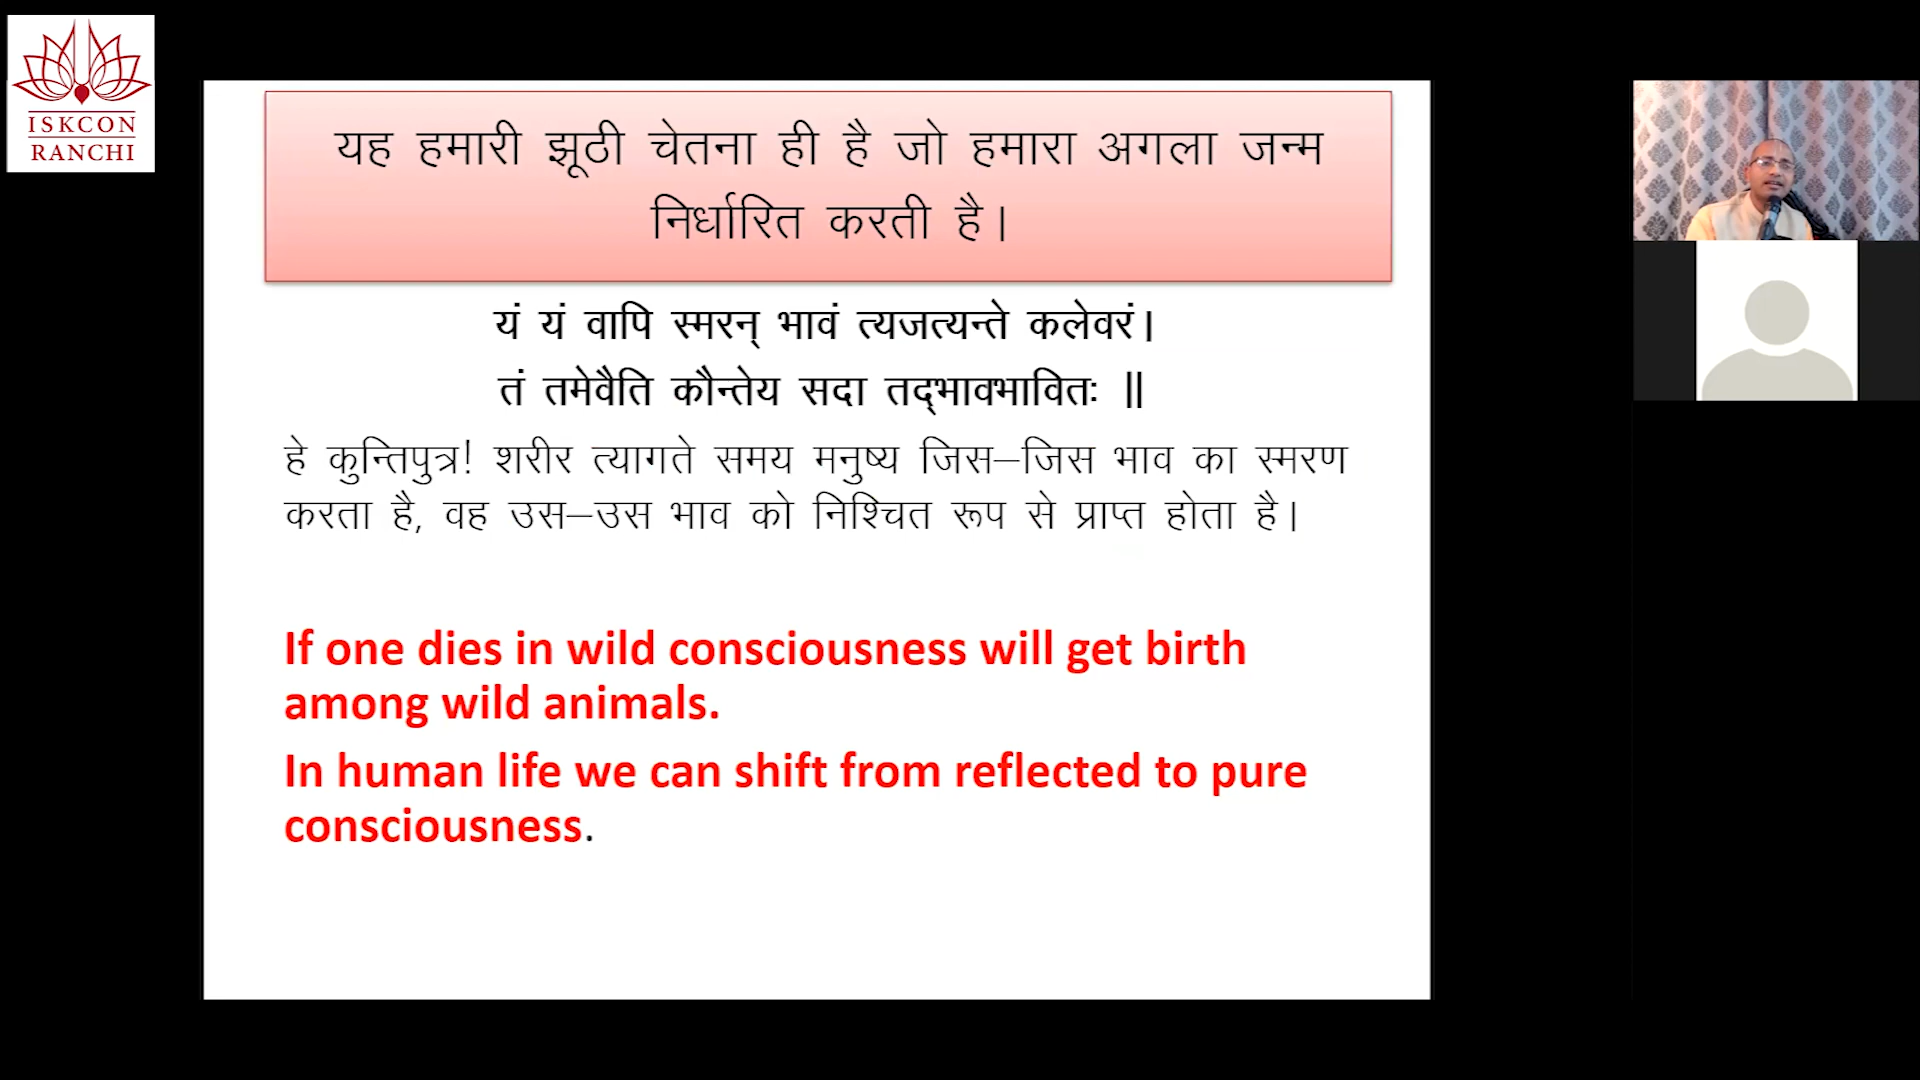 ISKCON
RANCHI
यह हमारी झूठी चेतना ही है जो हमारा अगला जन्म
निर्धारित करती है।
यं यं वापि स्मरन् भावं त्यजत्यन्ते कलेवरं।
तं तमेवैति कौन्तेय सदा तद्भावभावितः ॥
हे कुन्तिपुत्र! शरीर त्यागते समय मनुष्य जिस–जिस भाव का स्मरण
करता है, वह उस–उस भाव को निश्चित रूप से प्राप्त होता है।
If one dies in wild consciousness will get birth
among wild animals.
In human life we can shift from reflected to pure
consciousness.